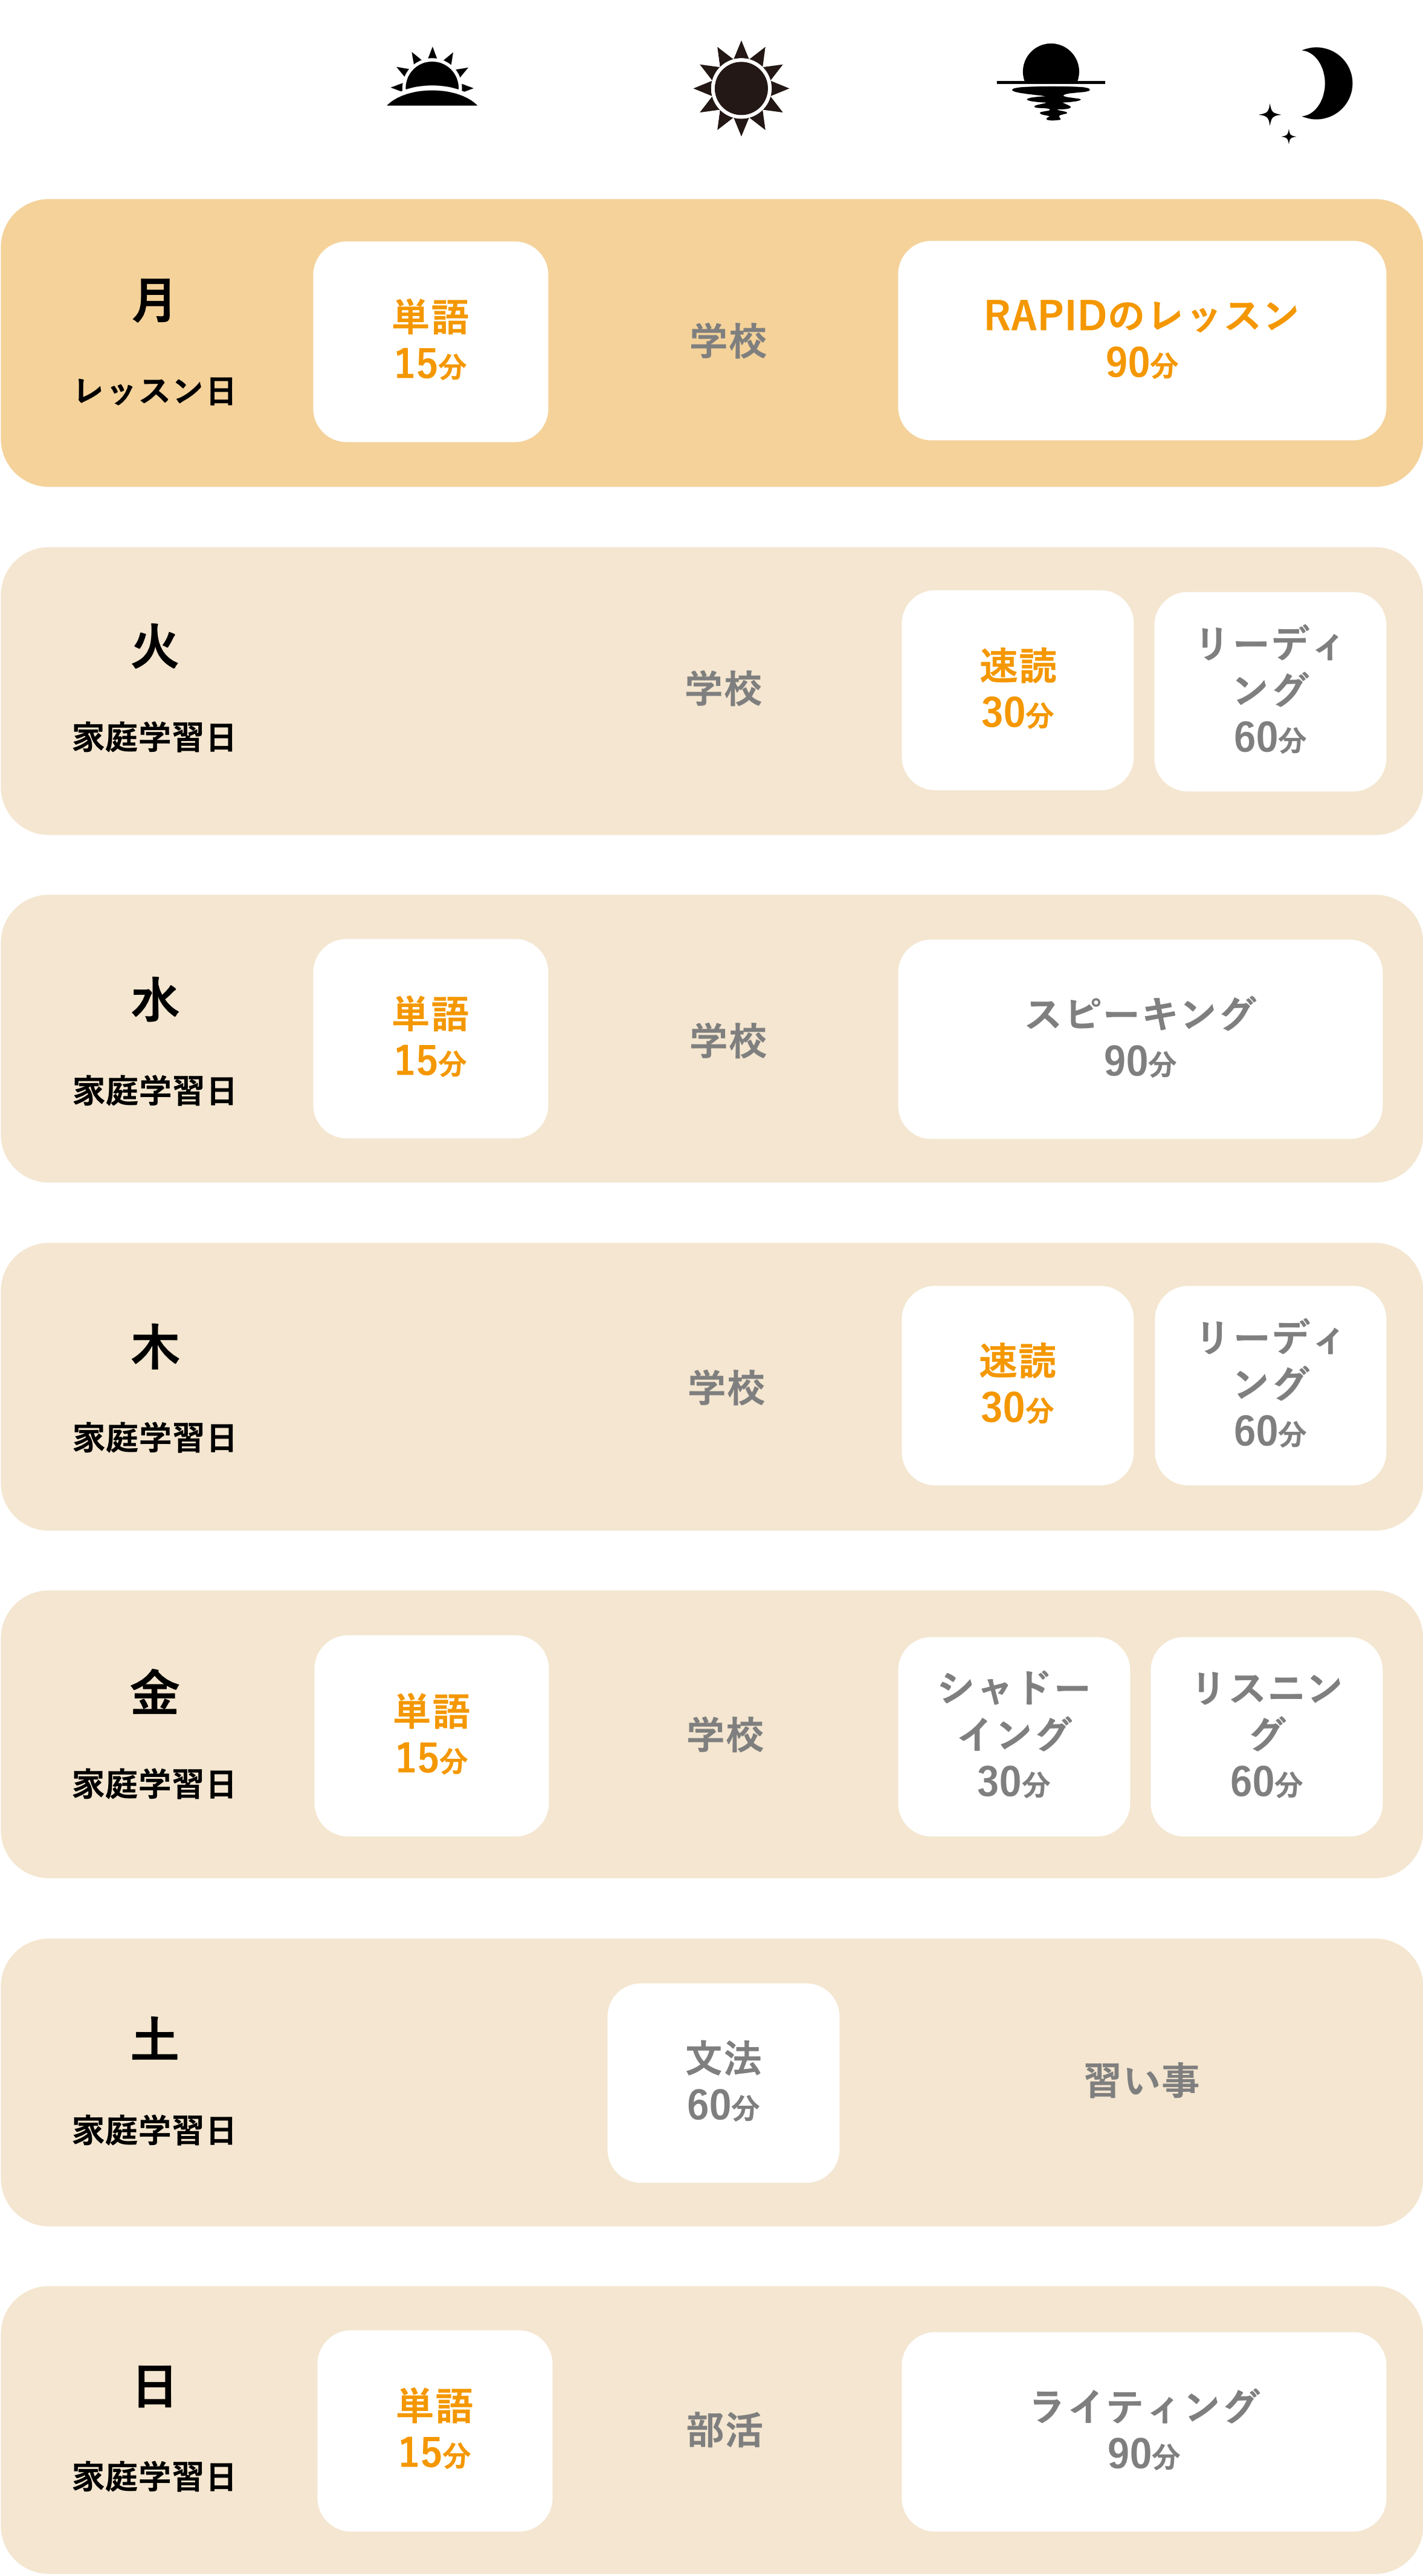 月
レッスン日
単語
15分
学校
RAPIDのレッスン
90分
火
家庭学習日
学校
速読
30分
リーディ
ング
60分
水
家庭学習日
単語
15分
学校
スピーキング
90分
木
家庭学習日
学校
速読
30分
リーディ
ング
60分
金
家庭学習日
単語
15分
学校
シャドー
イング
30分
リスニン
グ
60分
土
家庭学習日
文法
60分
習い事
日
家庭学習日
単語
15分
部活
ライティング
90分